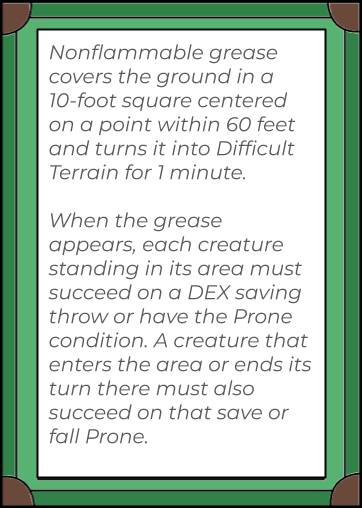 Nonflammable grease
covers the ground in a
10-foot square centered
on a point within 60 feet
and turns it into Difficult
Terrain for 1 minute.

When the grease
appears, each creature
standing in its area must
succeed on a DEX saving
throw or have the Prone
condition. A creature that
enters the area or ends its
turn there must also
succeed on that save or
fall Prone.